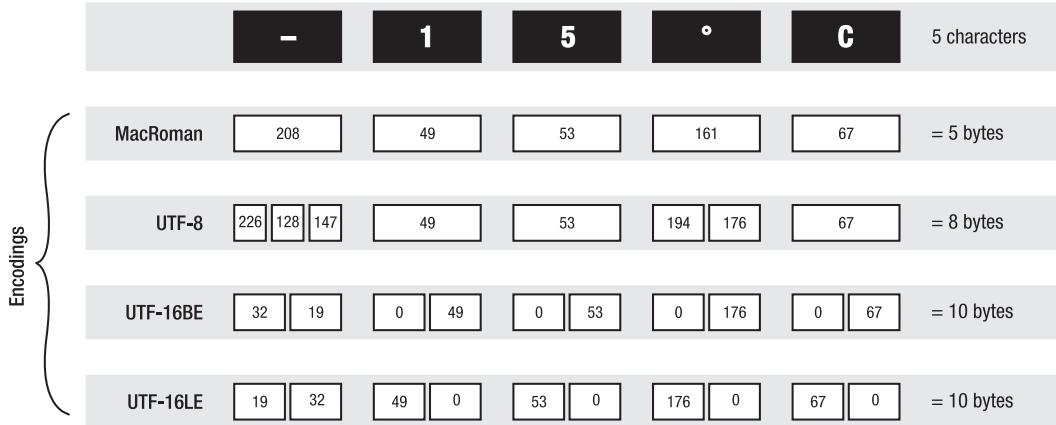 – 1 5 ° C 5 characters
MacRoman 208 49 53 161 67 = 5 bytes
UTF-8 226 128 147 49 53 194 176 67 = 8 bytes
Encodings
UTF-16BE 32 19 0 49 0 53 0 176 0 67 = 10 bytes
UTF-16LE 19 32 49 0 53 0 176 0 67 0 = 10 bytes